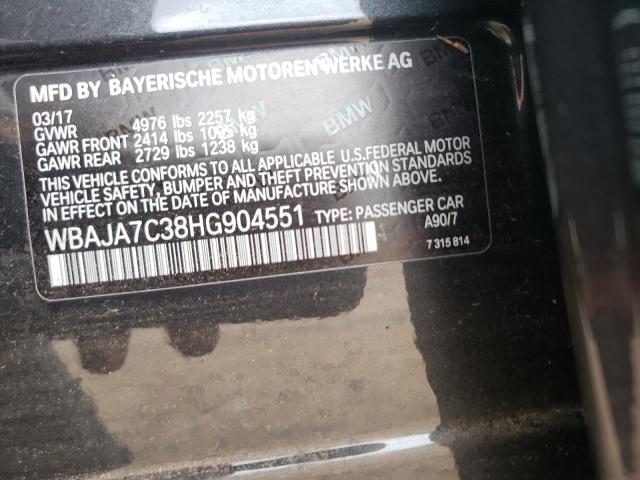 MFD BY BAYERISCHE MOTOREN WERKE AG
03/17
GVWR 4976 lbs 2257 kg
GAWR FRONT 2414 lbs 1095 kg
GAWR REAR 2729 lbs 1238 kg
THIS VEHICLE CONFORMS TO ALL APPLICABLE U.S.FEDERAL MOTOR
VEHICLE SAFETY, BUMPER AND THEFT PREVENTION STANDARDS
IN EFFECT ON THE DATE OF MANUFACTURE SHOWN ABOVE.
WBAJA7C38HG904551 TYPE: PASSENGER CAR
A90/7
7 315 814
BMW
BMW